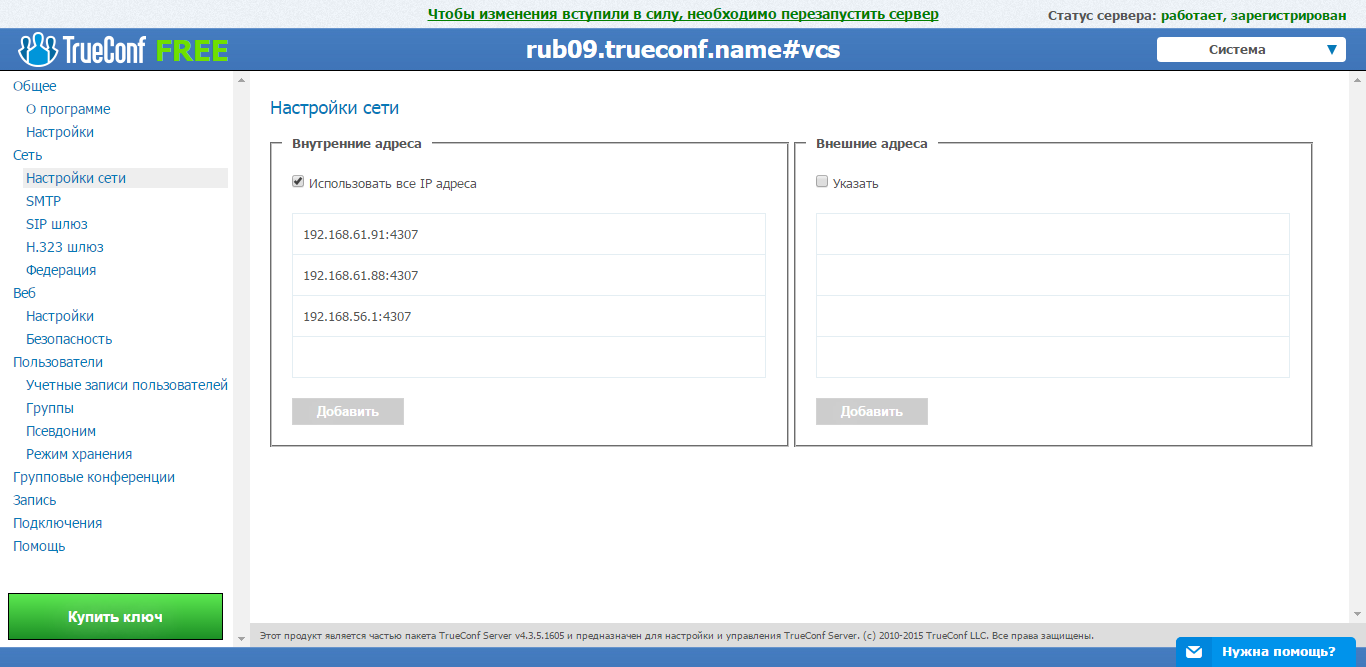 Чтобы изменения вступили в силу, необходимо перезапустить сервер
Статус сервера: работает, зарегистрирован
TrueConf FREE
rub09.trueconf.name#vcs
Система
Общее
О программе
Настройки
Сеть
Настройки сети
SMTP
SIP шлюз
H.323 шлюз
Федерация
Веб
Настройки
Безопасность
Пользователи
Учетные записи пользователей
Группы
Псевдоним
Режим хранения
Групповые конференции
Запись
Подключения
Помощь
Купить ключ
Настройки сети
Внутренние адреса
Использовать все IP адреса
192.168.61.91:4307
192.168.61.88:4307
192.168.56.1:4307
Добавить
Внешние адреса
Указать
Добавить
Этот продукт является частью пакета TrueConf Server v4.3.5.1605 и предназначен для настройки и управления TrueConf Server. (c) 2010-2015 TrueConf LLC. Все права защищены.
Нужна помощь?